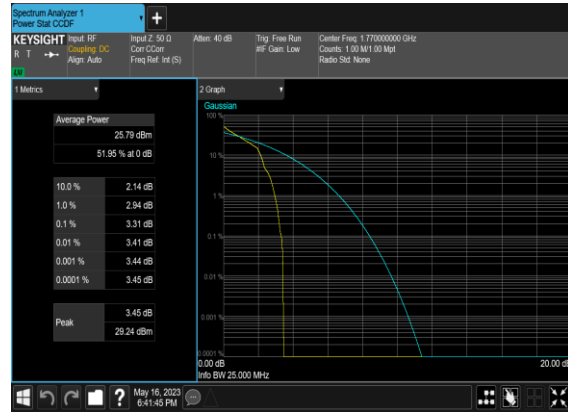 Spectrum Analyzer 1
Power Stat CCDF
KEYSIGHT
R T
LXI
Input: RF
Coupling: DC
Align: Auto
Input Z: 50 Ω
Corr CCorr
Freq Ref: Int (S)
Atten: 40 dB
Trig: Free Run
#IF Gain: Low
Center Freq: 1.770000000 GHz
Counts: 1.00 M/1.00 Mpt
Radio Std: None
1 Metrics
Average Power
25.79 dBm
51.95 % at 0 dB
10.0 % 2.14 dB
1.0 % 2.94 dB
0.1 % 3.31 dB
0.01 % 3.41 dB
0.001 % 3.44 dB
0.0001 % 3.45 dB
Peak
3.45 dB
29.24 dBm
2 Graph
Gaussian
100 %
10 %
1 %
0.1 %
0.01 %
0.001 %
0.0001 %
0.00 dB
20.00 dB
Info BW 25.000 MHz
?
May 16, 2023
6:41:45 PM